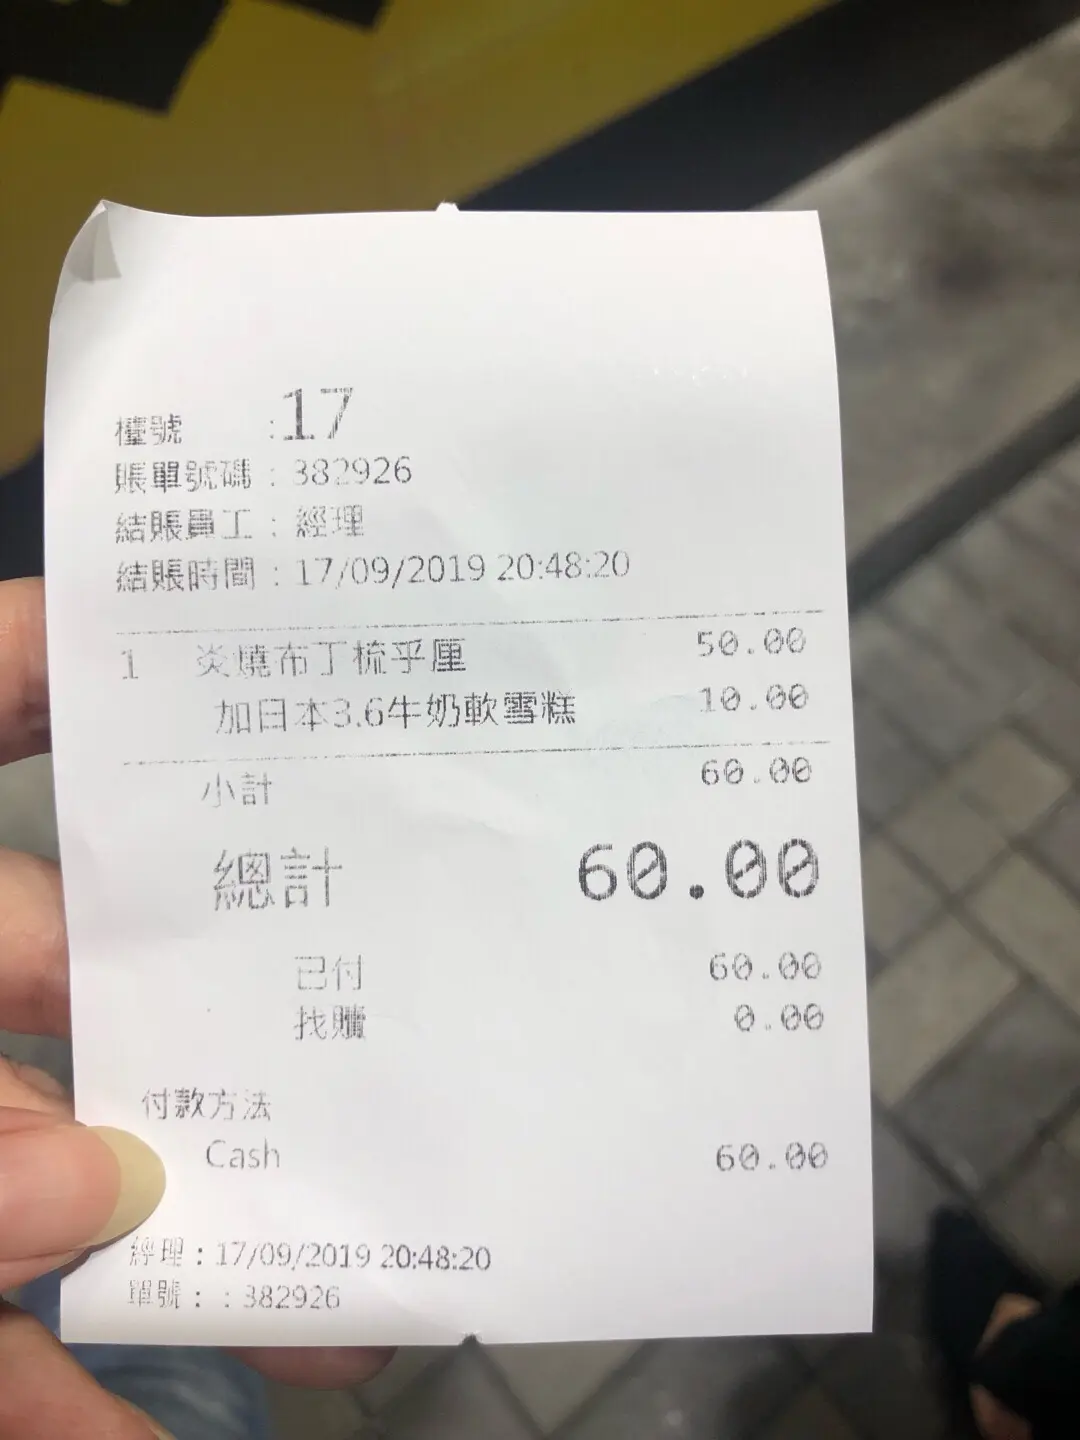 檯號 :17
賬單號碼 : 382926
結賬員工 : 經理
結賬時間 : 17/09/2019 20:48:20
1 炎燒布丁梳乎厘 50.00
加日本3.6牛奶軟雪糕 10.00
小計 60.00
總計 60.00
已付 60.00
找贖 0.00
付款方法
Cash 60.00
經理 : 17/09/2019 20:48:20
單號 : : 382926